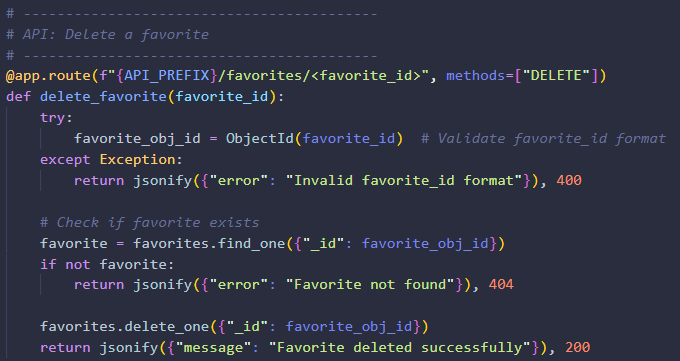 # ------------------------------------------
# API: Delete a favorite
# ------------------------------------------
@app.route(f"{API_PREFIX}/favorites/<favorite_id>", methods=["DELETE"])
def delete_favorite(favorite_id):
    try:
        favorite_obj_id = ObjectId(favorite_id)  # Validate favorite_id format
    except Exception:
        return jsonify({"error": "Invalid favorite_id format"}), 400

    # Check if favorite exists
    favorite = favorites.find_one({"_id": favorite_obj_id})
    if not favorite:
        return jsonify({"error": "Favorite not found"}), 404

    favorites.delete_one({"_id": favorite_obj_id})
    return jsonify({"message": "Favorite deleted successfully"}), 200